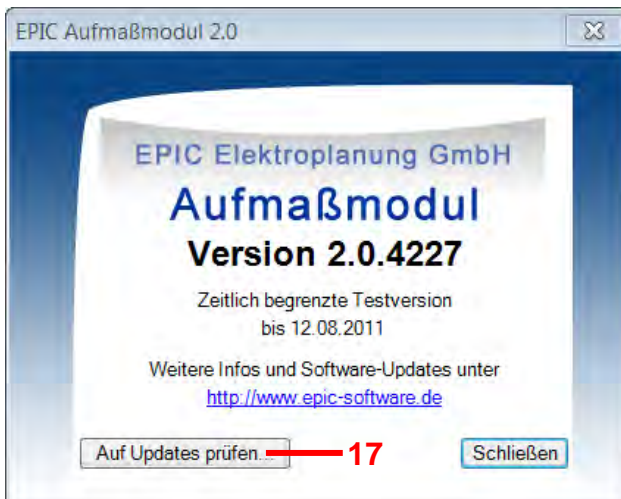 EPIC Aufmaßmodul 2.0
EPIC Elektroplanung GmbH
Aufmaßmodul
Version 2.0.4227
Zeitlich begrenzte Testversion
bis 12.08.2011
Weitere Infos und Software-Updates unter
http://www.epic-software.de
Auf Updates prüfen... 17 Schließen